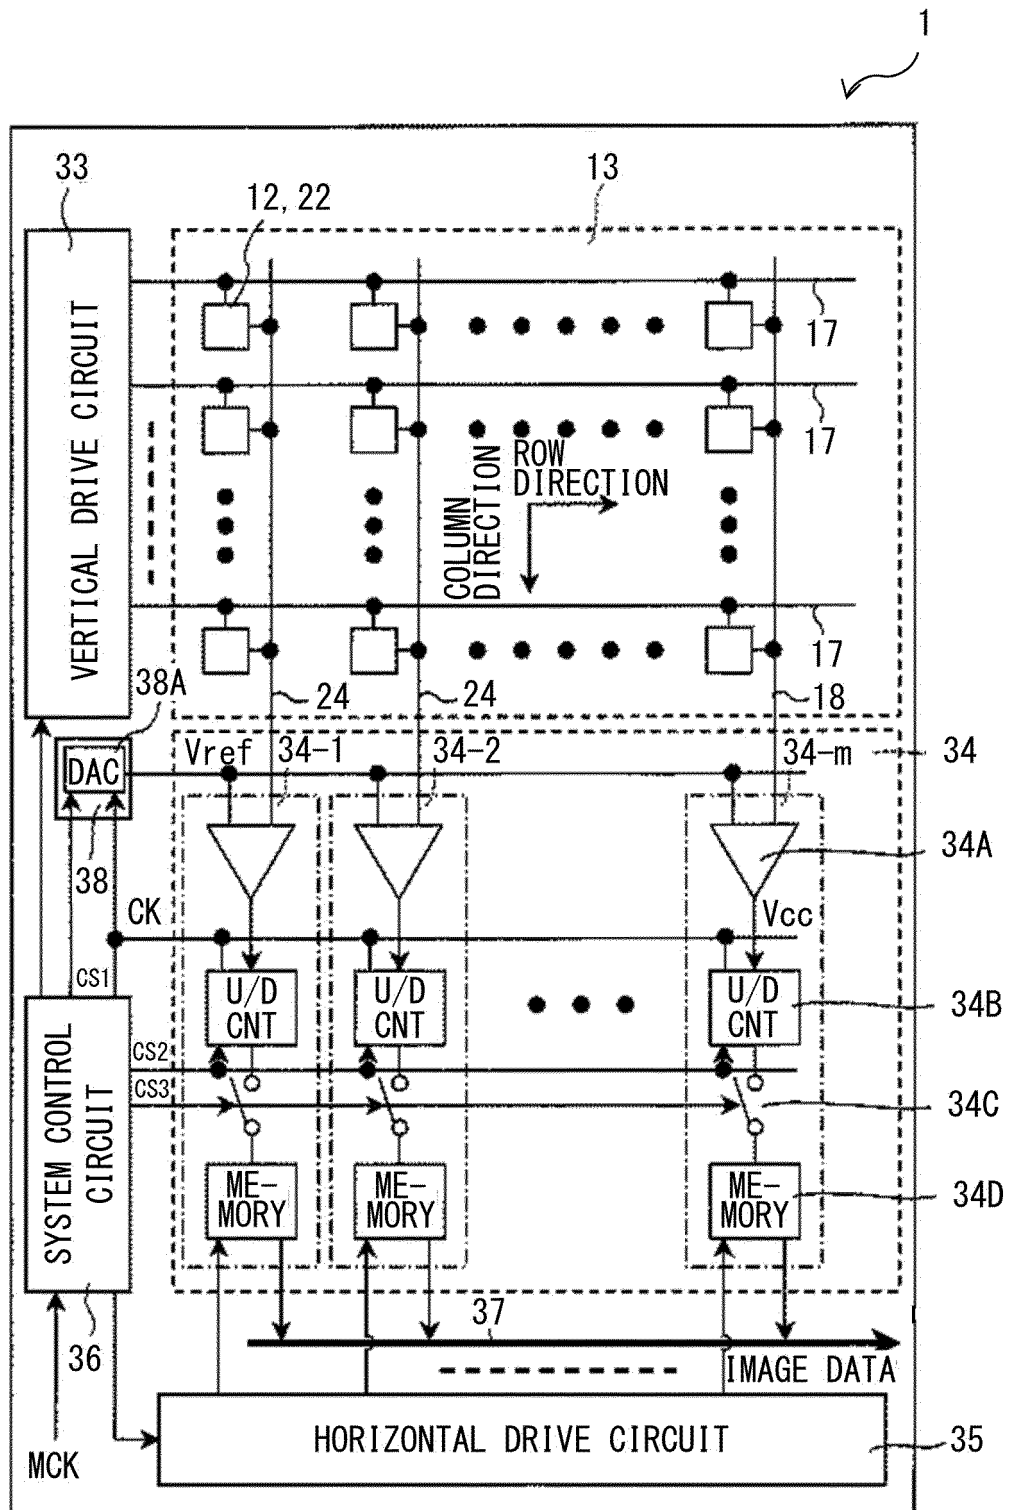 1
33
12, 22
13
VERTICAL DRIVE CIRCUIT
17
17
ROW
DIRECTION
COLUMN
DIRECTION
17
38A
24
24
18
DAC
Vref
34-1
34-2
34-m
34
38
34A
CK
Vcc
CS1
U/D
CNT
U/D
CNT
U/D
CNT
34B
CS2
CS3
34C
SYSTEM CONTROL
CIRCUIT
ME-
MORY
ME-
MORY
ME-
MORY
34D
36
37
IMAGE DATA
MCK
HORIZONTAL DRIVE CIRCUIT
35